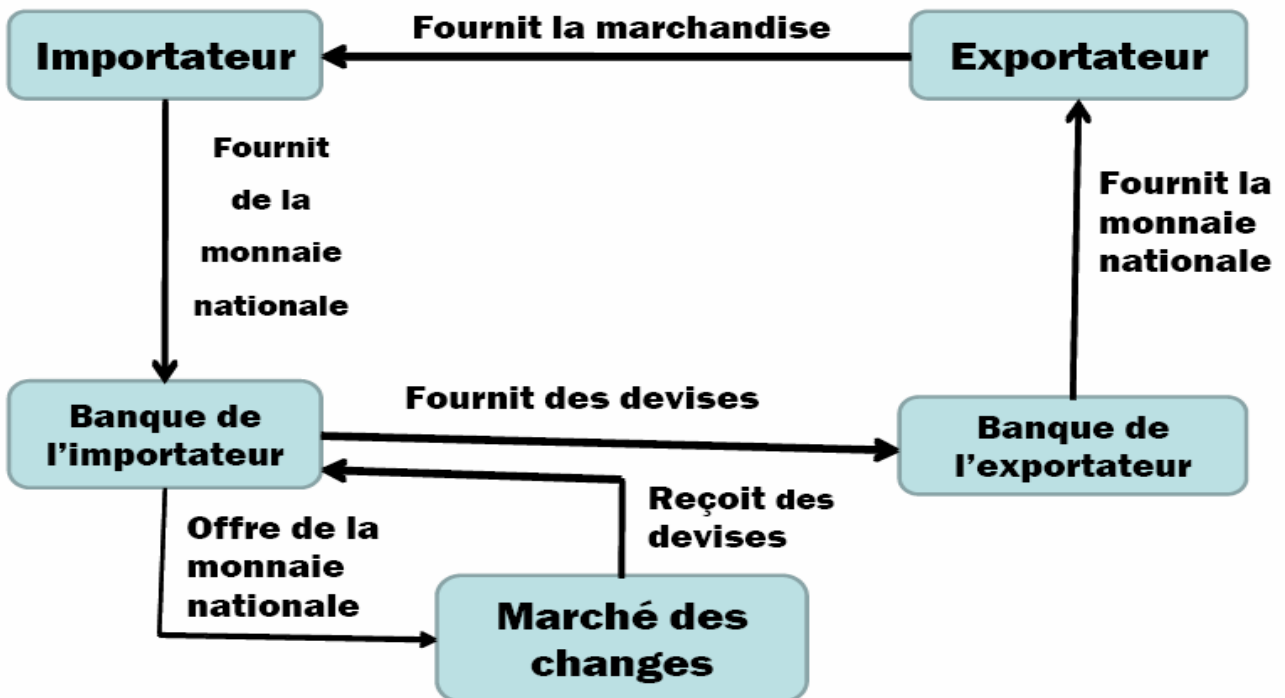 Fournit la marchandise
Importateur
Exportateur
Fournit
de la
monnaie
nationale
Fournit la
monnaie
nationale
Banque de
l'importateur
Fournit des devises
Banque de
l'exportateur
Offre de la
monnaie
nationale
Reçoit des
devises
Marché des
changes